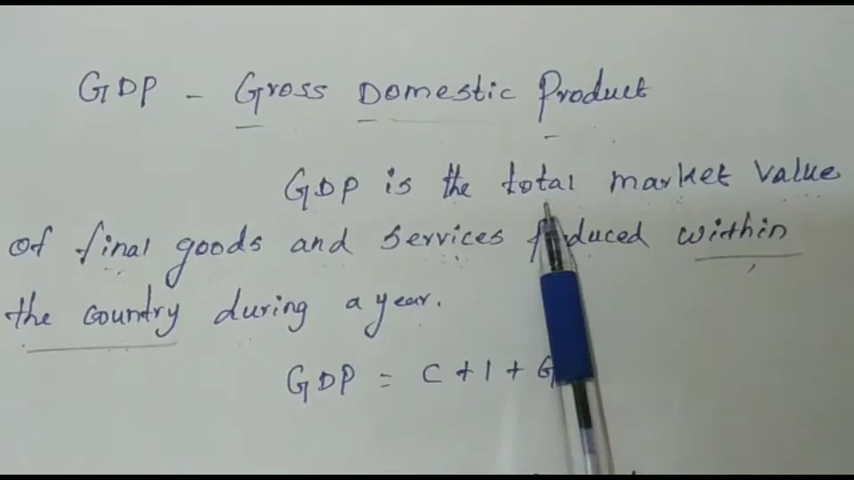 GDP - Gross Domestic Product
GDP is the total market value
of final goods and services produced within
the country during a year.
GDP = C + I + G